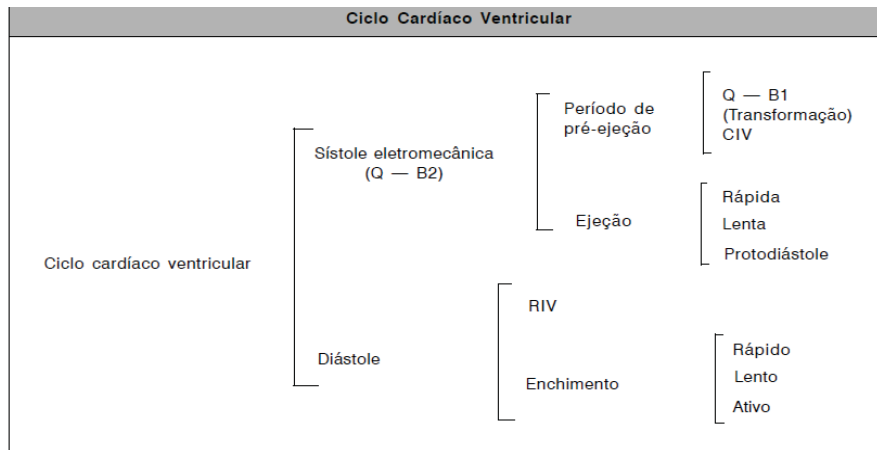 Ciclo Cardíaco Ventricular
Ciclo cardíaco ventricular
Sístole eletromecânica
(Q — B2)
Período de
pré-ejeção
Q — B1
(Transformação)
CIV
Ejeção
Rápida
Lenta
Protodiástole
Diástole
RIV
Enchimento
Rápido
Lento
Ativo